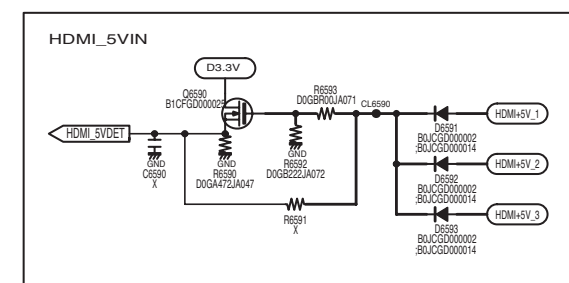 HDMI_5VIN
D3.3V
Q6590
B1CFGD00002
R6593
D0GBR00JA071
CL6590
HDMI_5VDET
GND
C6590
X
GND
R6590
D0GA472JA047
GND
R6592
D0GB222JA072
R6591
X
D6591
B0JCGD000002
;B0JCGD000014
HDMI+5V_1
D6592
B0JCGD000002
;B0JCGD000014
HDMI+5V_2
D6593
B0JCGD000002
;B0JCGD000014
HDMI+5V_3